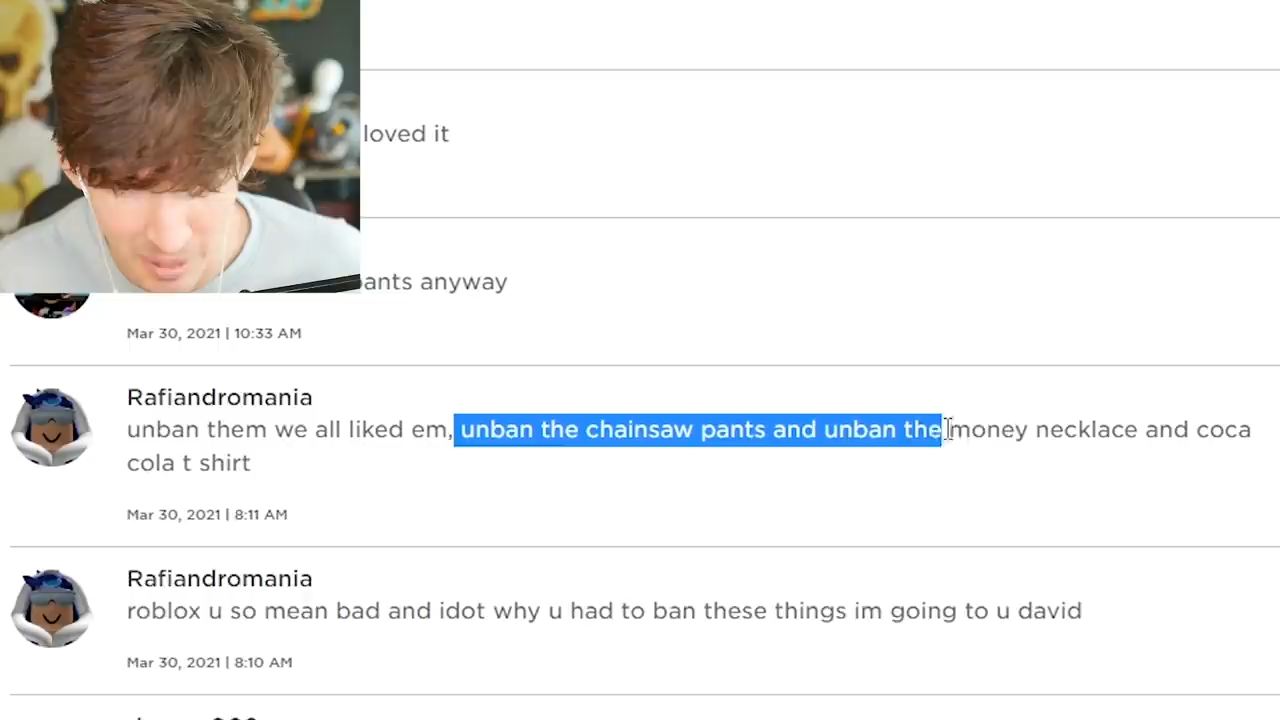 loved it
pants anyway
Mar 30, 2021 | 10:33 AM
Rafiandromania
unban them we all liked em, unban the chainsaw pants and unban the money necklace and coca
cola t shirt
Mar 30, 2021 | 8:11 AM
Rafiandromania
roblox u so mean bad and idot why u had to ban these things im going to u david
Mar 30, 2021 | 8:10 AM